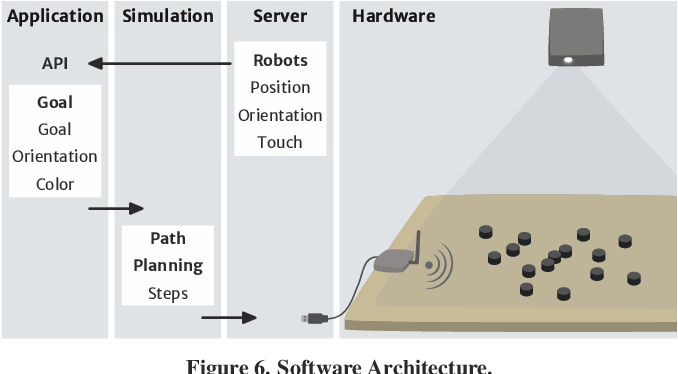 Application
Simulation
Server
Hardware
API
Robots
Position
Orientation
Touch
Goal
Goal
Orientation
Color
Path
Planning
Steps
Figure 6. Software Architecture.